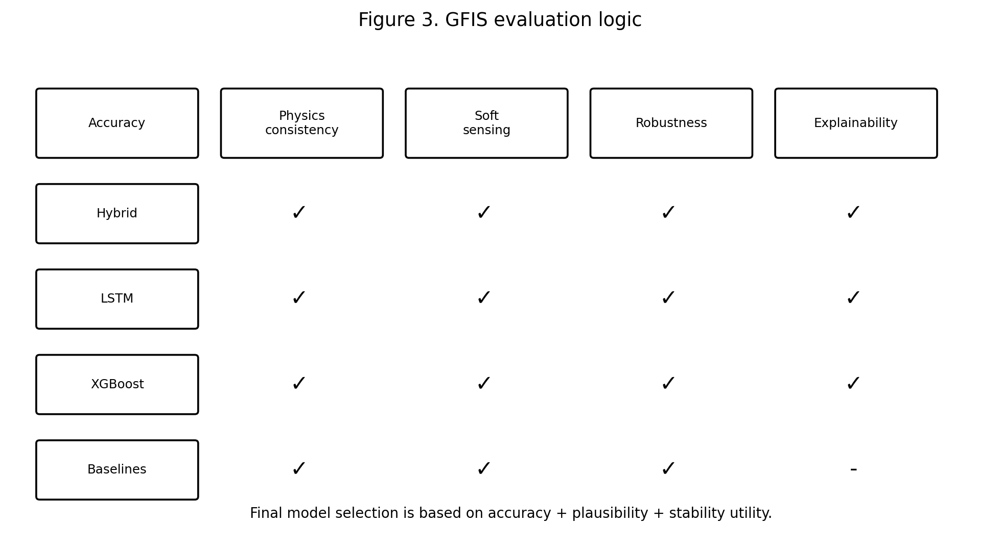 Figure 3. GFIS evaluation logic
Accuracy
Physics
consistency
Soft
sensing
Robustness
Explainability
Hybrid ✓ ✓ ✓ ✓
LSTM ✓ ✓ ✓ ✓
XGBoost ✓ ✓ ✓ ✓
Baselines ✓ ✓ ✓ -
Final model selection is based on accuracy + plausibility + stability utility.